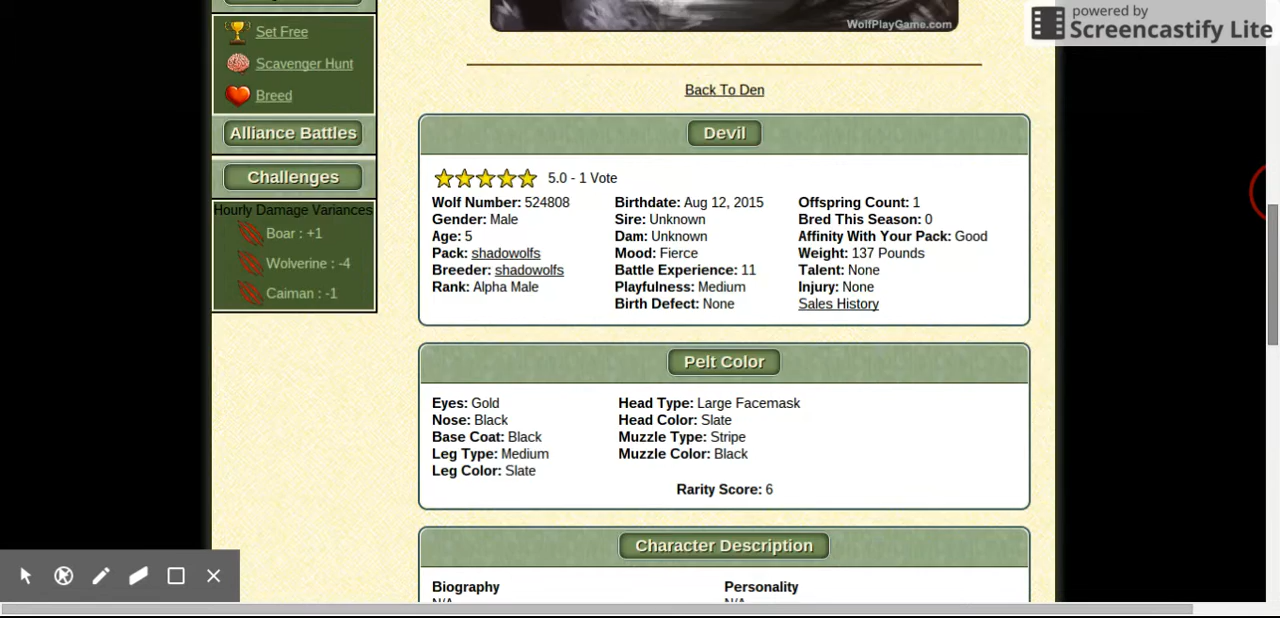 powered by
Screencastify Lite
WolfPlayGame.com
Set Free
Scavenger Hunt
Breed
Alliance Battles
Challenges
Hourly Damage Variances
Boar : +1
Wolverine : -4
Caiman : -1
Back To Den
Devil
5.0 - 1 Vote
Wolf Number: 524808
Gender: Male
Age: 5
Pack: shadowolfs
Breeder: shadowolfs
Rank: Alpha Male
Birthdate: Aug 12, 2015
Sire: Unknown
Dam: Unknown
Mood: Fierce
Battle Experience: 11
Playfulness: Medium
Birth Defect: None
Offspring Count: 1
Bred This Season: 0
Affinity With Your Pack: Good
Weight: 137 Pounds
Talent: None
Injury: None
Sales History
Pelt Color
Eyes: Gold
Nose: Black
Base Coat: Black
Leg Type: Medium
Leg Color: Slate
Head Type: Large Facemask
Head Color: Slate
Muzzle Type: Stripe
Muzzle Color: Black
Rarity Score: 6
Character Description
Biography
N/A
Personality
N/A